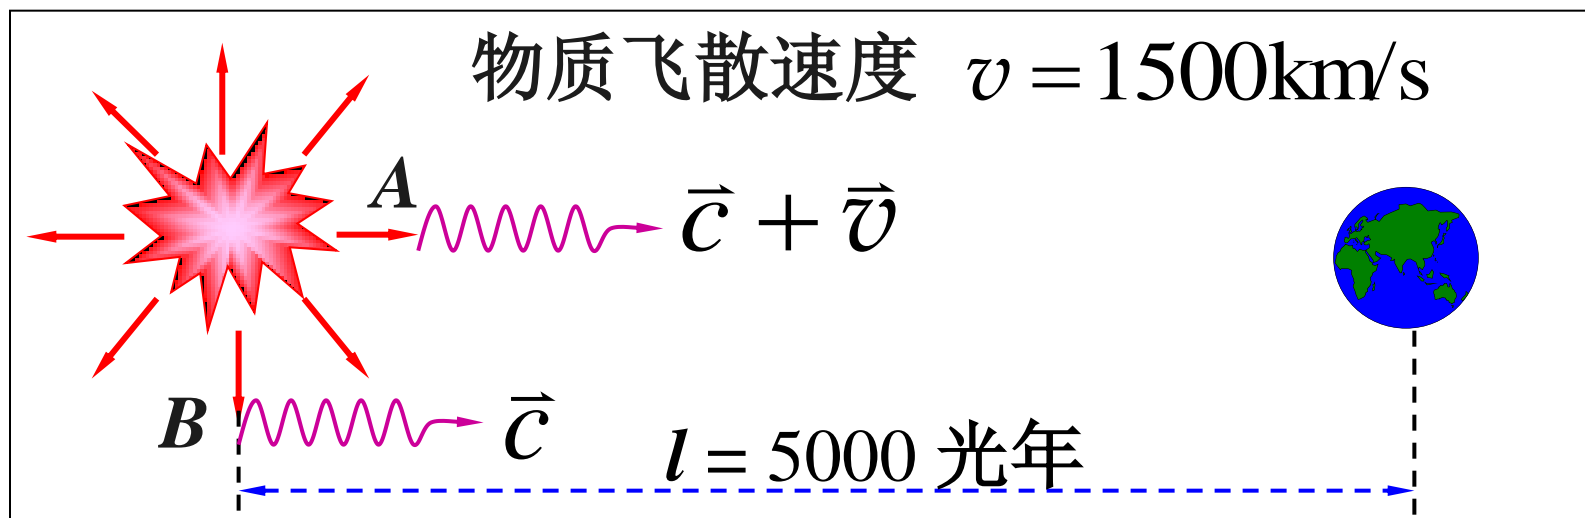 物质飞散速度 v = 1500km/s
A
c⃗ + v⃗
B
c⃗
l = 5000 光年